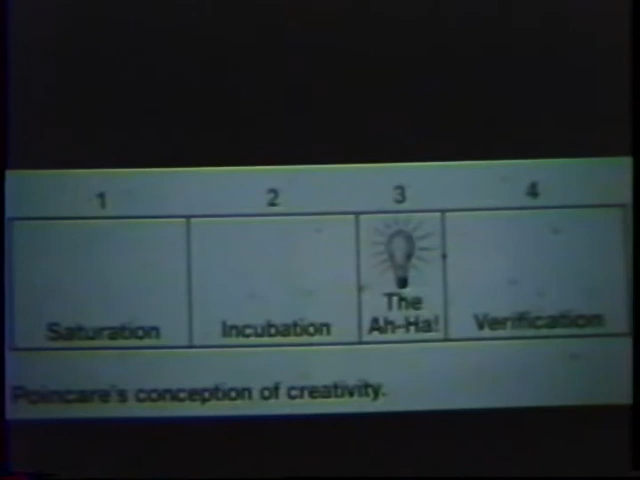 1 2 3 4
Saturation Incubation The Ah-Ha! Verification
Poincare's conception of creativity.